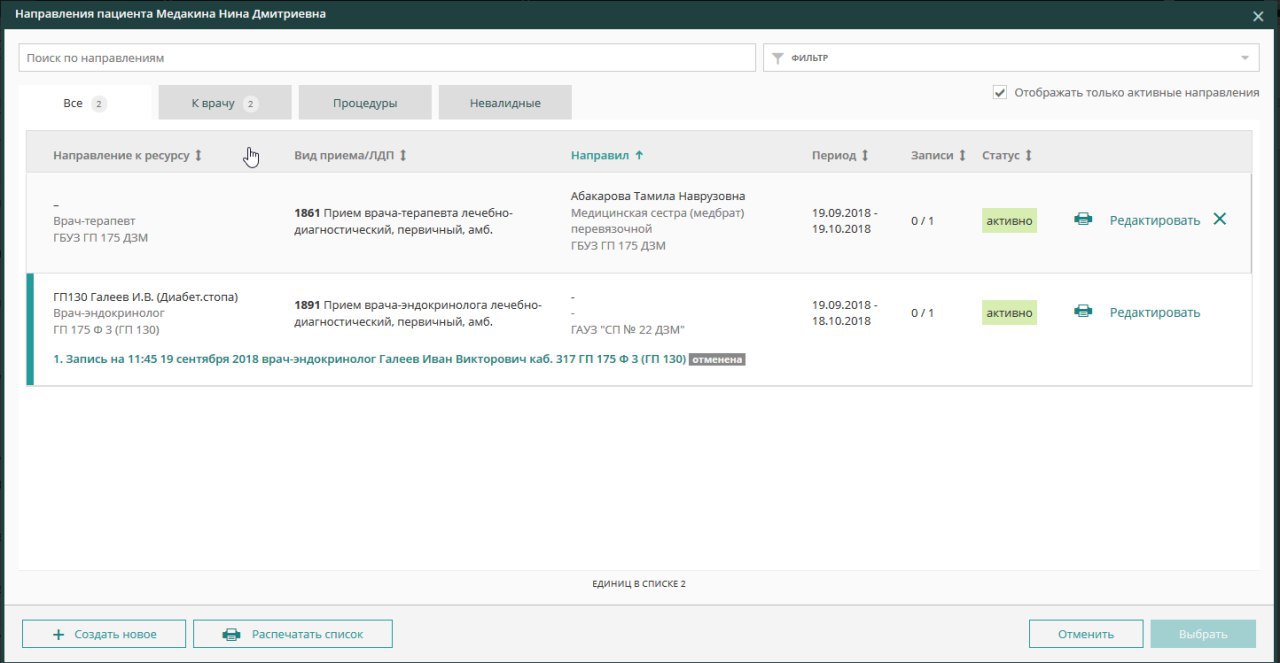 Направления пациента Медакина Нина Дмитриевна
Поиск по направлениям
ФИЛЬТР
Все 2
К врачу 2
Процедуры
Невалидные
Отображать только активные направления
Направление к ресурсу
Вид приема/ЛДП
Направил
Период
Записи
Статус
–
Врач-терапевт
ГБУЗ ГП 175 ДЗМ
1861 Прием врача-терапевта лечебно-
диагностический, первичный, амб.
Абакарова Тамила Наврузовна
Медицинская сестра (медбрат)
перевязочной
ГБУЗ ГП 175 ДЗМ
19.09.2018 -
19.10.2018
0 / 1
активно
Редактировать
ГП130 Галеев И.В. (Диабет.стопа)
Врач-эндокринолог
ГП 175 Ф 3 (ГП 130)
1891 Прием врача-эндокринолога лечебно-
диагностический, первичный, амб.
-
-
ГАУЗ "СП № 22 ДЗМ"
19.09.2018 -
18.10.2018
0 / 1
активно
Редактировать
1. Запись на 11:45 19 сентября 2018 врач-эндокринолог Галеев Иван Викторович каб. 317 ГП 175 Ф 3 (ГП 130) отменена
ЕДИНИЦ В СПИСКЕ 2
Создать новое
Распечатать список
Отменить
Выбрать